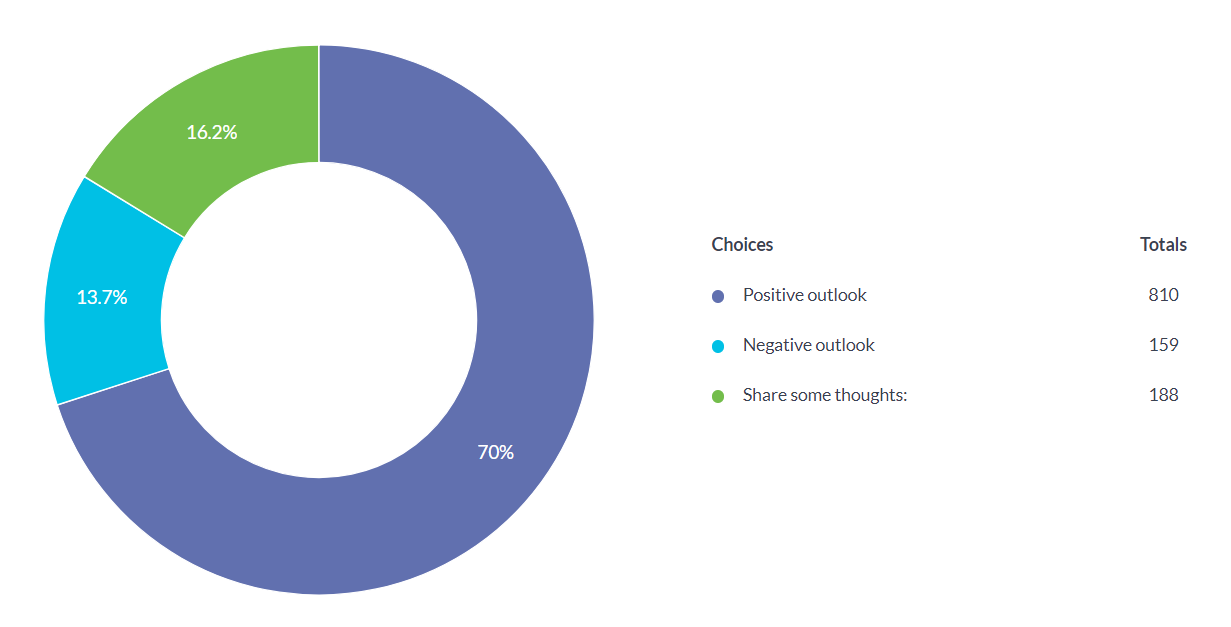 16.2%
13.7%
70%
Choices Totals
Positive outlook 810
Negative outlook 159
Share some thoughts: 188